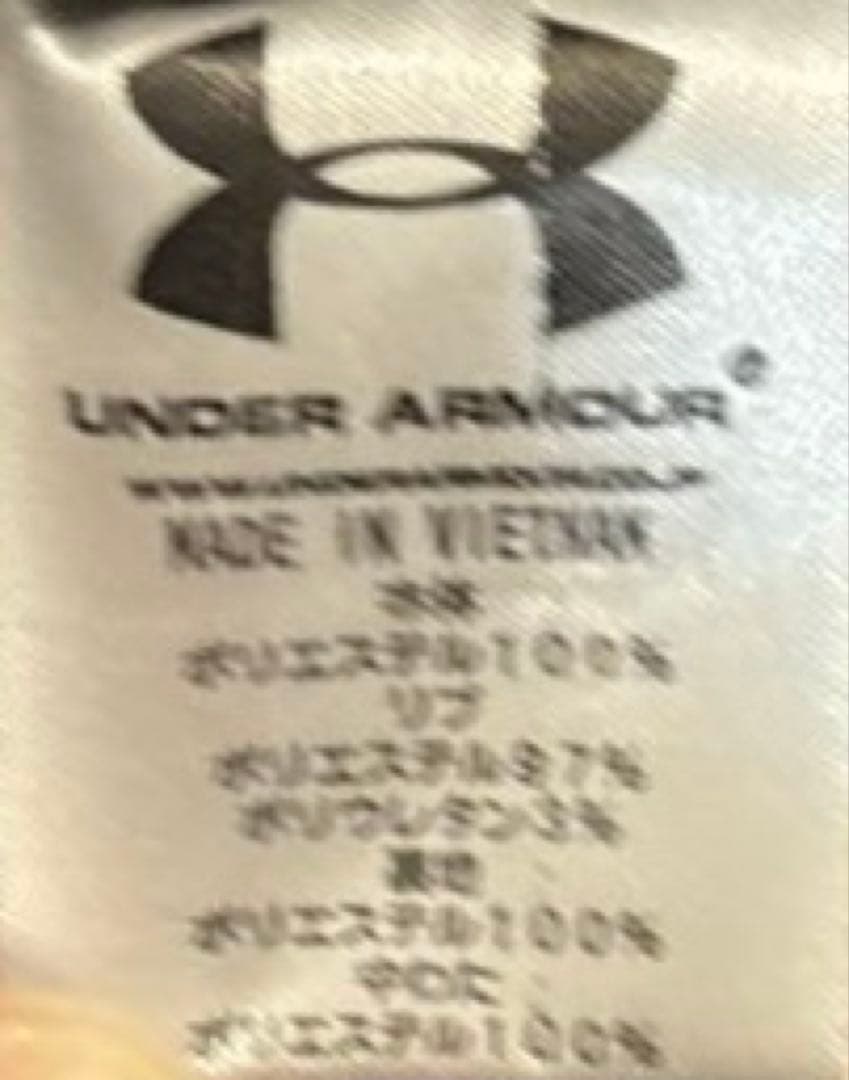 UNDER ARMOUR®
MADE IN VIETNAM
本体
ポリエステル100%
リブ
ポリエステル97%
ポリウレタン3%
裏地
ポリエステル100%
中わた
ポリエステル100%